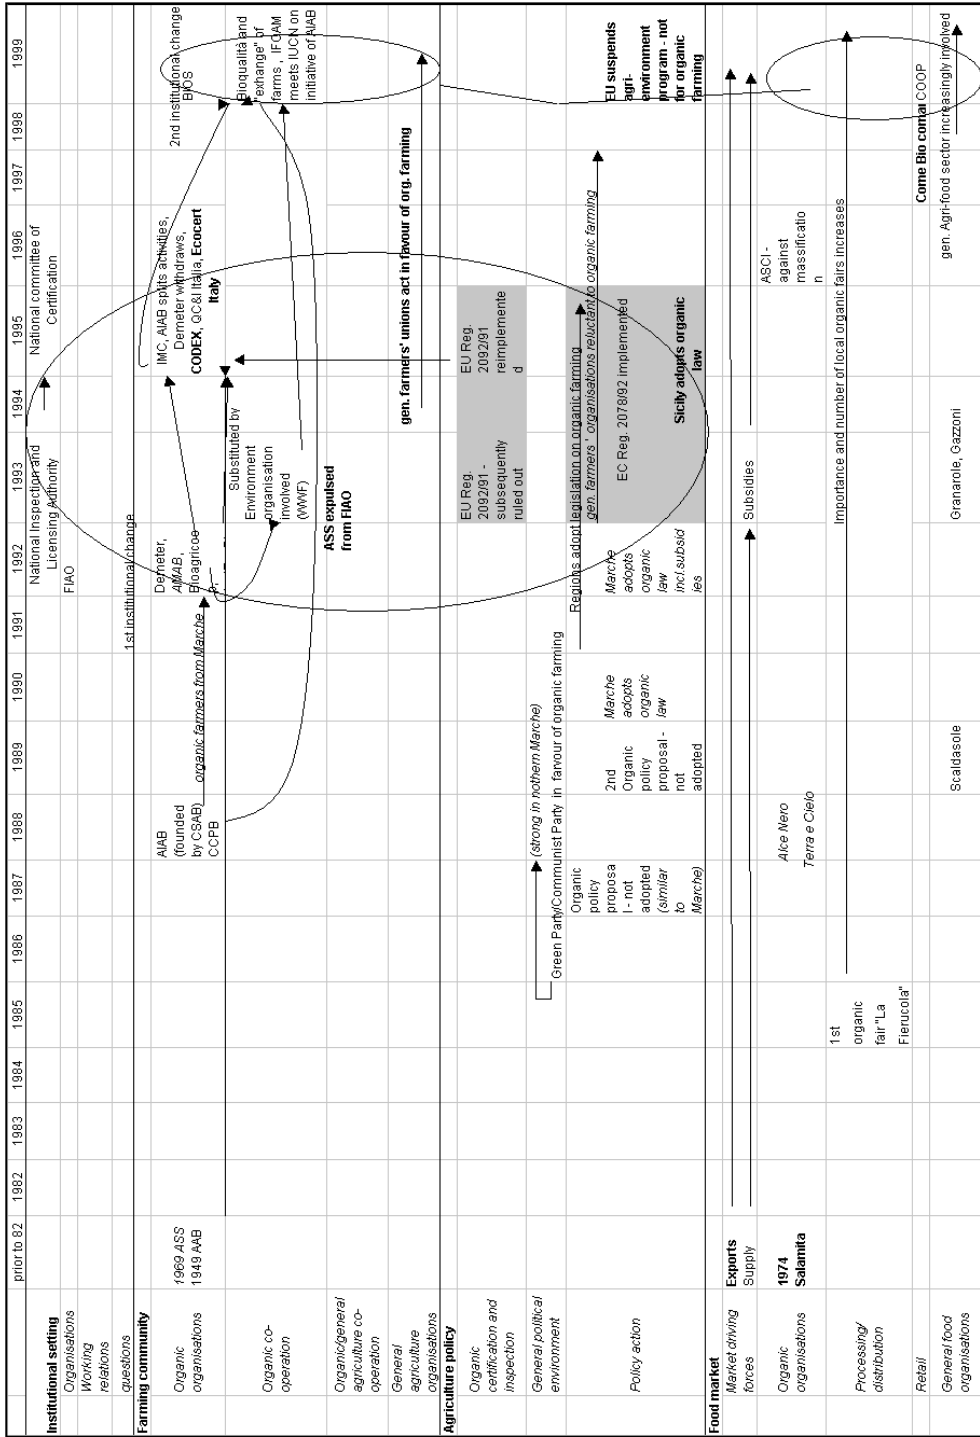 prior to 82
1982
1983
1984
1985
1986
1987
1988
1989
1990
1991
1992
1993
1994
1995
1996
1997
1998
1999
Institutional setting
Organisations
Working
relations
questions
FIAO
National Inspection and
Licensing Authority
National committee of
Certification
1st institutional change
2nd institutional change
Farming community
Organic
organisations
1969 ASS
1949 AAB
AIAB
(founded
by CSAB)
CCPB
organic farmers from Marche
Demeter,
AMAB,
Bioagricoe
p,
IMC, AIAB splits activities,
Demeter withdraws,
CODEX, QC&I Italia, Ecocert
Italy
BIOS
Substituted by
Organic co-
operation
Environment
organisation
involved
(WWF)
Bioqualità and
"exhange" of
farms , IFOAM
meets IUCN on
initiative of AIAB
ASS expulsed
from FIAO
Organic/general
agriculture co-
operation
General
agriculture
organisations
gen. farmers' unions act in favour of org. farming
Agriculture policy
Organic
certification and
inspection
EU Reg.
2092/91 -
subsequently
ruled out
EU Reg.
2092/91
reimplemente
d
General political
environment
(strong in nothern Marche)
Green Party/Communist Party in farvour of organic farming
Regions adopt legislation on organic farming
gen. farmers ' organisations reluctant to organic farming
Policy action
Organic
policy
proposa
l - not
adopted
(similar
to
Marche)
2nd
Organic
policy
proposal -
not
adopted
Marche
adopts
organic
law
Marche
adopts
organic
law
incl.subsid
ies
EC Reg. 2078/92 implemented
Sicily adopts organic
law
EU suspends
agri-
environment
program - not
for organic
farming
Food market
Market driving
forces
Exports
Supply
Subsidies
Organic
organisations
1974
Salamita
Alce Nero
Terra e Cielo
ASCI -
against
massificatio
n
Processing/
distribution
1st
organic
fair "La
Fierucola"
Importance and number of local organic fairs increases
Retail
Come Bio comar COOP
General food
organisations
Scaldasole
Granarole, Gazzoni
gen. Agri-food sector increasingly involved